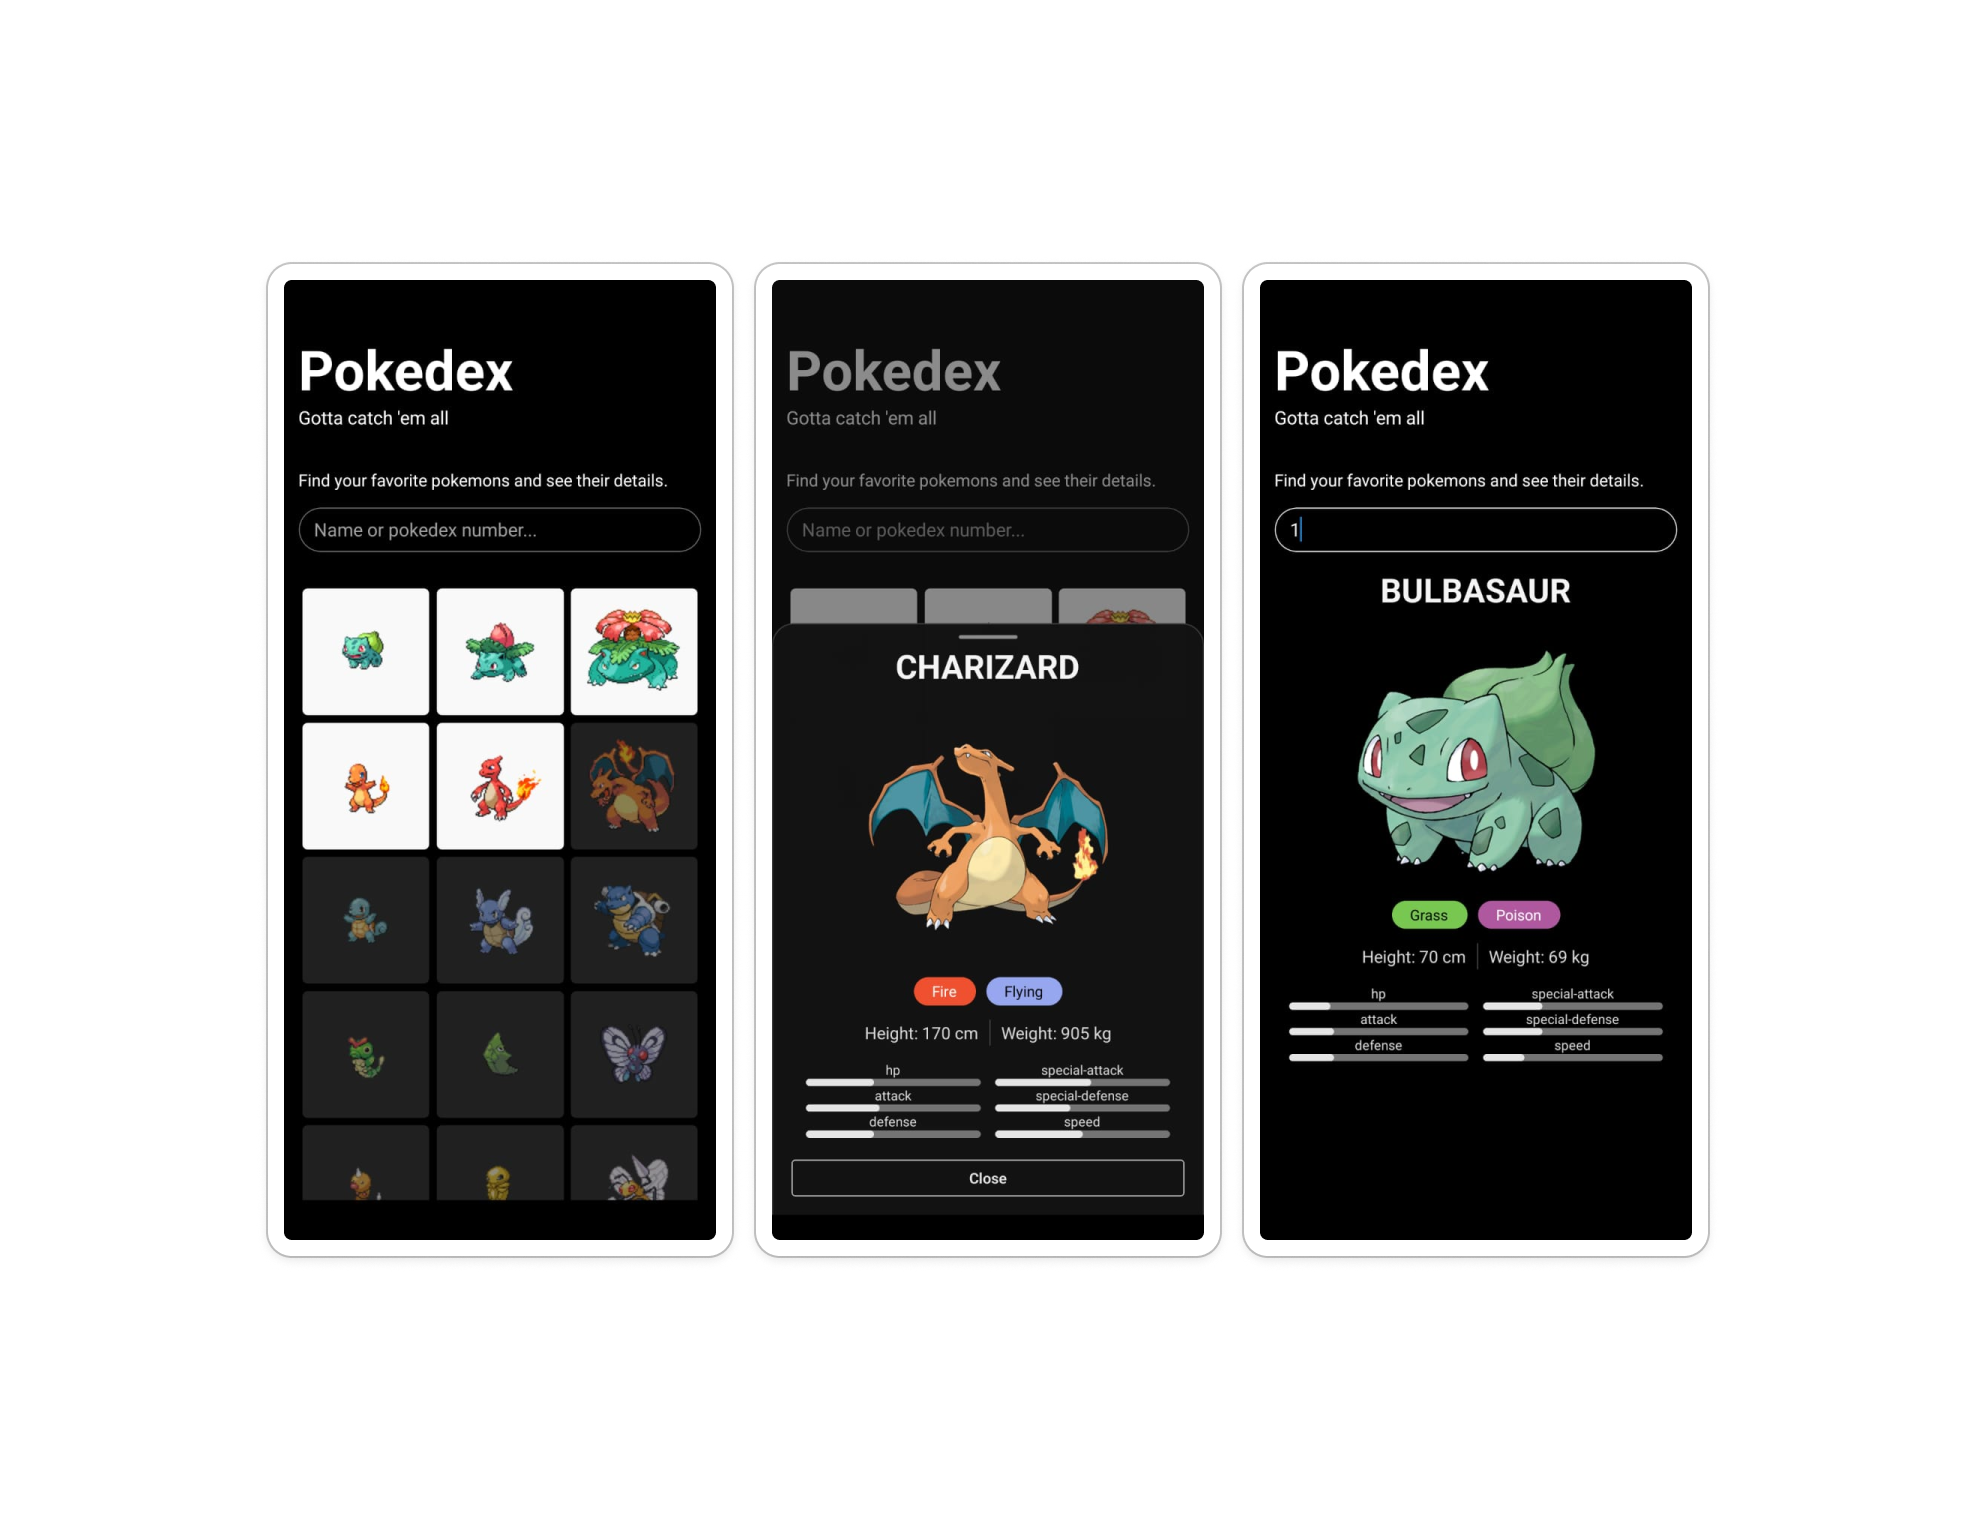 Pokedex
Gotta catch 'em all
Find your favorite pokemons and see their details.
Name or pokedex number...
Pokedex
Gotta catch 'em all
Find your favorite pokemons and see their details.
Name or pokedex number...
CHARIZARD
Fire Flying
Height: 170 cm Weight: 905 kg
hp special-attack
attack special-defense
defense speed
Close
Pokedex
Gotta catch 'em all
Find your favorite pokemons and see their details.
1
BULBASAUR
Grass Poison
Height: 70 cm Weight: 69 kg
hp special-attack
attack special-defense
defense speed